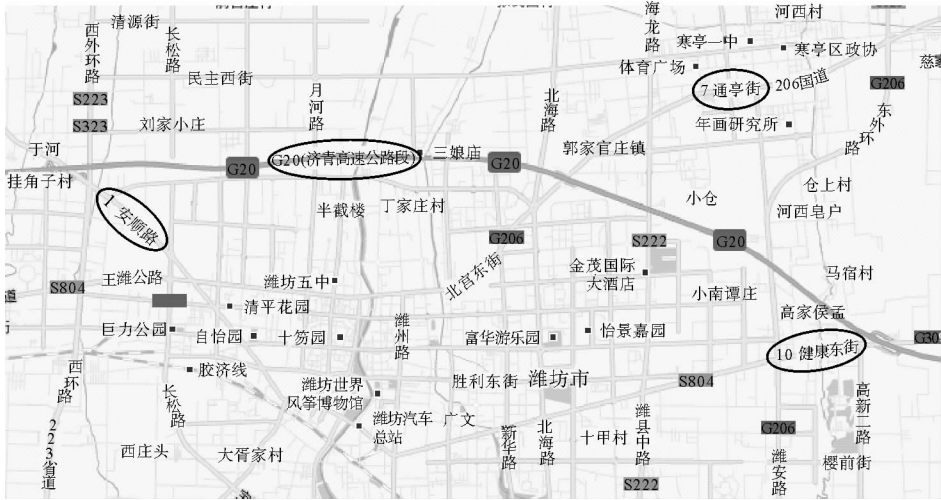 清源街
西外环路
长松路
民主西街
S223
S323
刘家小庄
月河路
海龙路
河西村
寒亭一中
寒亭区政协
体育广场
7 通亭街
206国道
G206
年画研究所
东外环路
北海路
于河
G20
G20(济青高速公路段)
三娘庙
G20
郭家官庄镇
挂角子村
1 安顺路
半截楼
丁家庄村
小仓
仓上村
河西皂户
G206
S222
G20
王潍公路
S804
潍坊五中
北宫东街
金茂国际
大酒店
马宿村
小南谭庄
清平花园
高家侯孟
巨力公园
自怡园
十笏园
潍州路
富华游乐园
怡景嘉园
10 健康东街
西环路
胶济线
潍坊世界
风筝博物馆
胜利东街
潍坊市
S804
长松路
潍坊汽车
总站
广文
新华路
北海路
十甲村
潍县中路
G206
高新二路
223省道
西庄头
大胥家村
潍安路
樱前街
S222